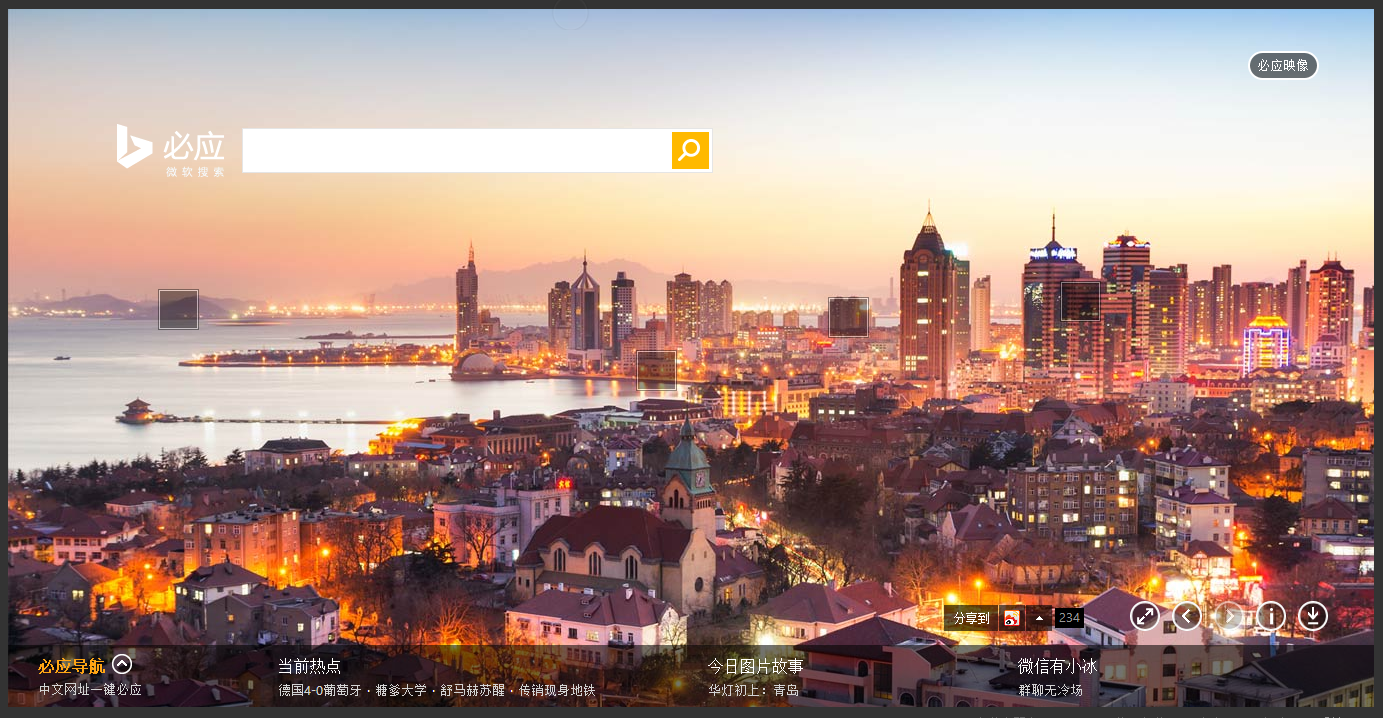 必应映像
必应
微软搜索
分享到 234
必应导航 当前热点 今日图片故事 微信有小冰
中文网址一键必应 德国4-0葡萄牙 · 糖爹大学 · 舒马赫苏醒 · 传销现身地铁 华灯初上：青岛 群聊无冷场